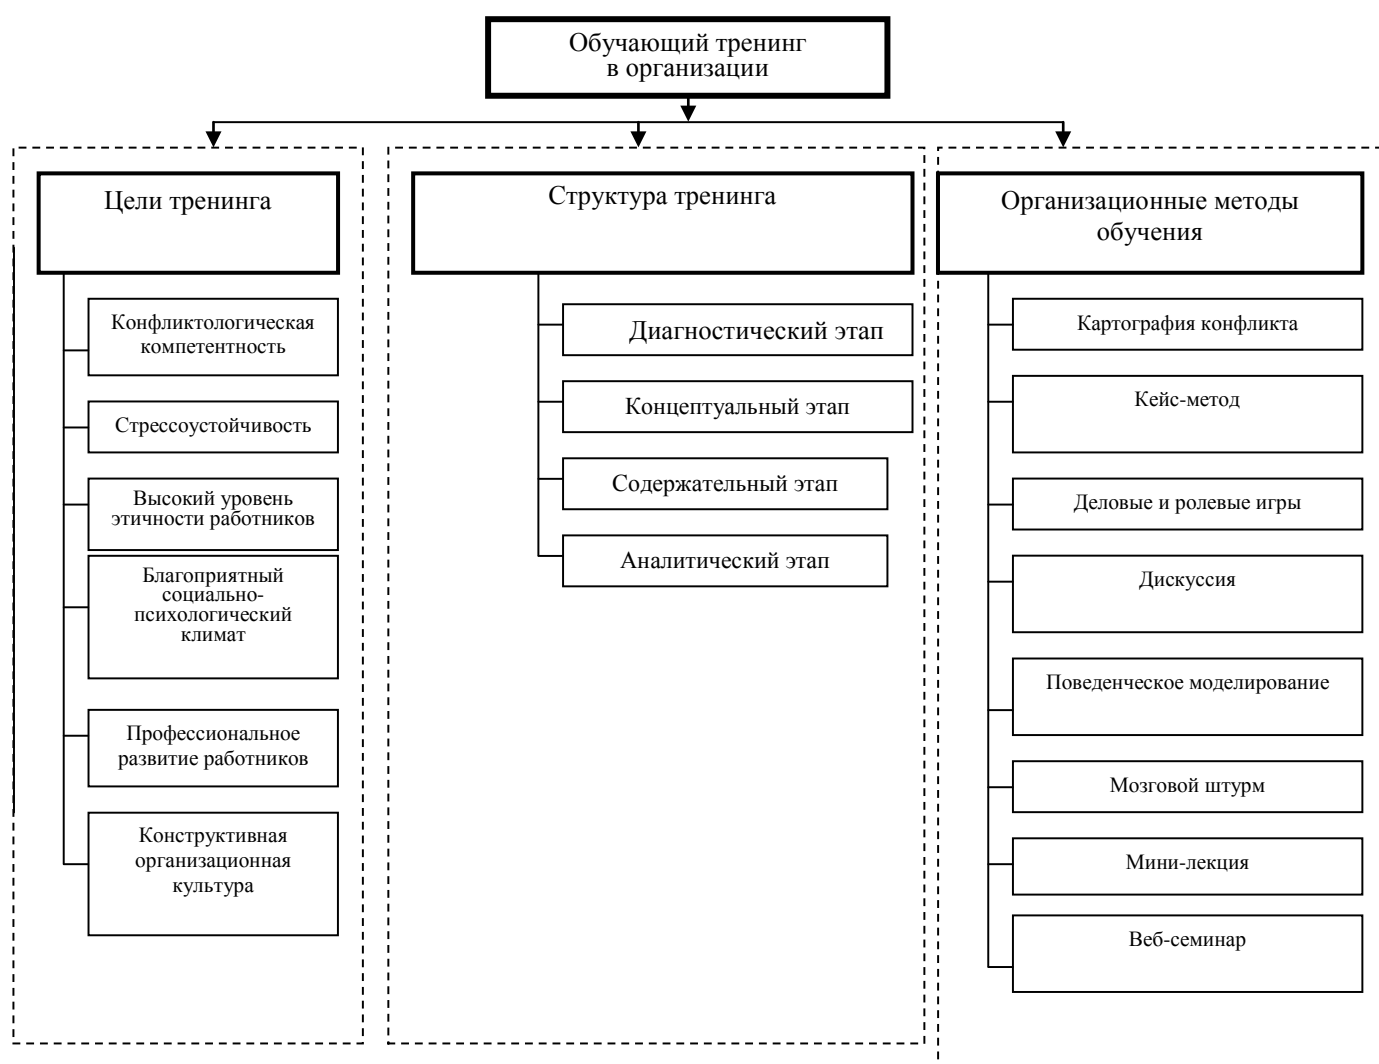 Обучающий тренинг
в организации
Цели тренинга
Конфликтологическая
компетентность
Стрессоустойчивость
Высокий уровень
этичности работников
Благоприятный
социально-
психологический
климат
Профессиональное
развитие работников
Конструктивная
организационная
культура
Структура тренинга
Диагностический этап
Концептуальный этап
Содержательный этап
Аналитический этап
Организационные методы
обучения
Картография конфликта
Кейс-метод
Деловые и ролевые игры
Дискуссия
Поведенческое моделирование
Мозговой штурм
Мини-лекция
Веб-семинар